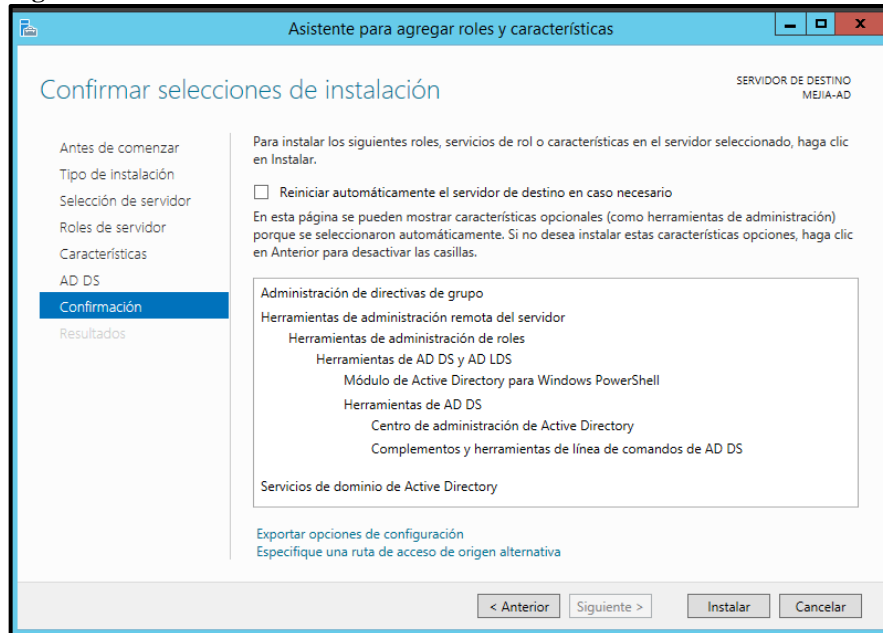 Asistente para agregar roles y características
Confirmar selecciones de instalación
SERVIDOR DE DESTINO
MEJIA-AD
Antes de comenzar
Tipo de instalación
Selección de servidor
Roles de servidor
Características
AD DS
Confirmación
Resultados
Para instalar los siguientes roles, servicios de rol o características en el servidor seleccionado, haga clic
en Instalar.
Reiniciar automáticamente el servidor de destino en caso necesario
En esta página se pueden mostrar características opcionales (como herramientas de administración)
porque se seleccionaron automáticamente. Si no desea instalar estas características opciones, haga clic
en Anterior para desactivar las casillas.
Administración de directivas de grupo
Herramientas de administración remota del servidor
Herramientas de administración de roles
Herramientas de AD DS y AD LDS
Módulo de Active Directory para Windows PowerShell
Herramientas de AD DS
Centro de administración de Active Directory
Complementos y herramientas de línea de comandos de AD DS
Servicios de dominio de Active Directory
Exportar opciones de configuración
Especifique una ruta de acceso de origen alternativa
< Anterior Siguiente > Instalar Cancelar